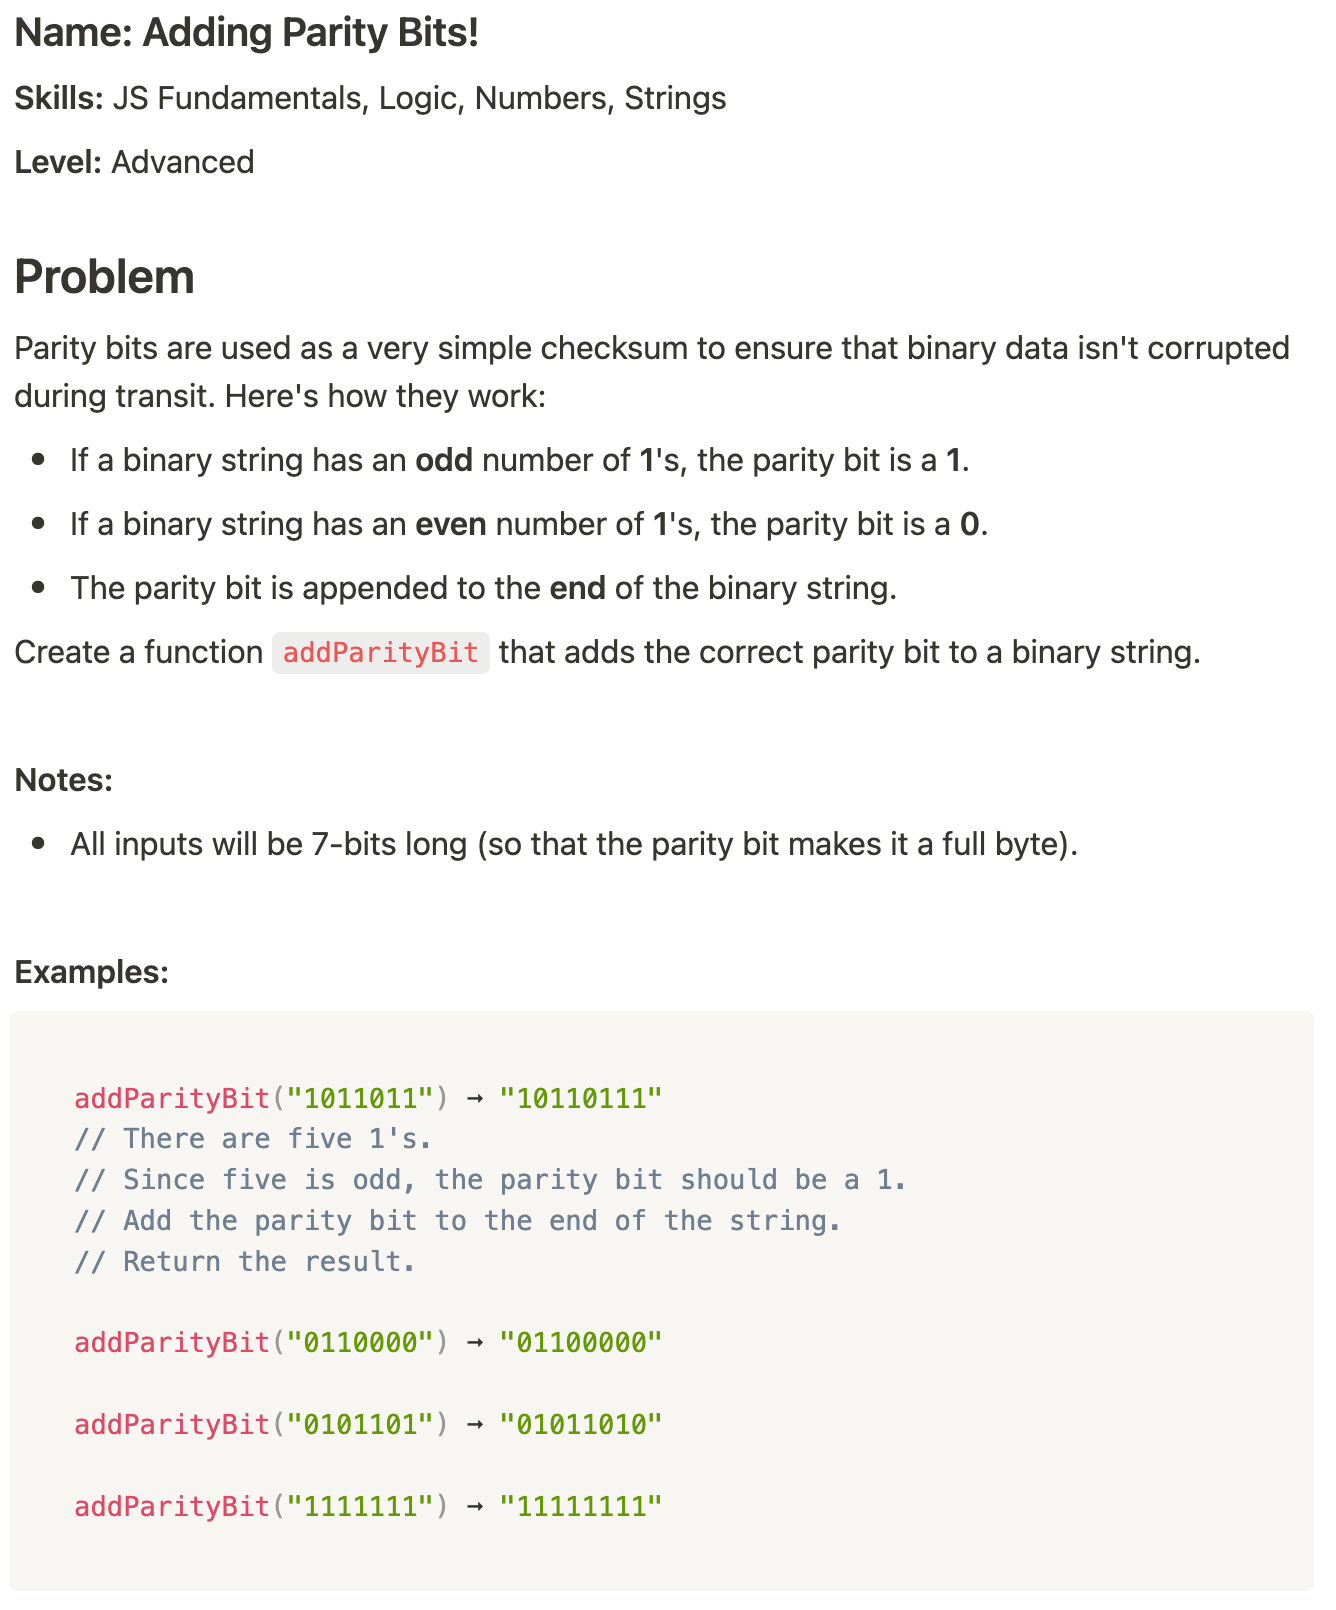 Name: Adding Parity Bits!
Skills: JS Fundamentals, Logic, Numbers, Strings
Level: Advanced
Problem
Parity bits are used as a very simple checksum to ensure that binary data isn't corrupted
during transit. Here's how they work:
• If a binary string has an odd number of 1's, the parity bit is a 1.
• If a binary string has an even number of 1's, the parity bit is a 0.
• The parity bit is appended to the end of the binary string.
Create a function addParityBit that adds the correct parity bit to a binary string.
Notes:
• All inputs will be 7-bits long (so that the parity bit makes it a full byte).
Examples:
addParityBit("1011011") → "10110111"
// There are five 1's.
// Since five is odd, the parity bit should be a 1.
// Add the parity bit to the end of the string.
// Return the result.
addParityBit("0110000") → "01100000"
addParityBit("0101101") → "01011010"
addParityBit("1111111") → "11111111"